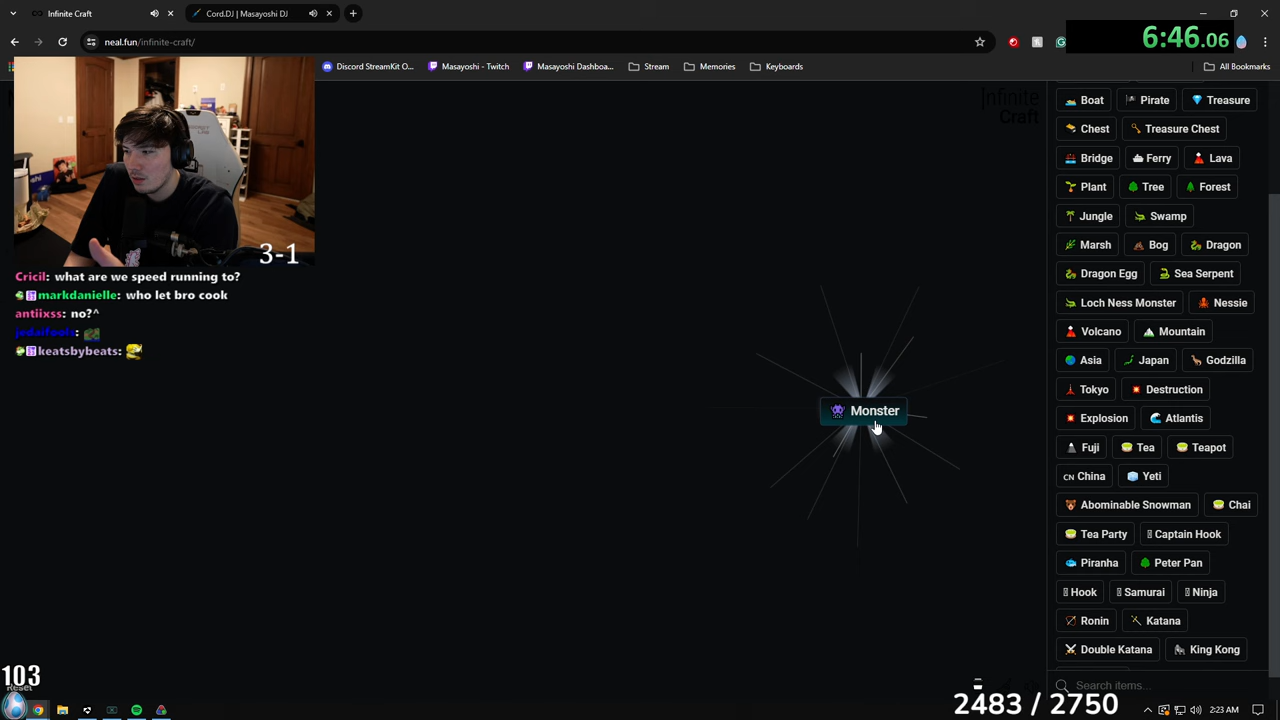 Infinite Craft
Cord.DJ | Masayoshi DJ
neal.fun/infinite-craft/
6:46.06
Discord StreamKit O...
Masayoshi - Twitch
Masayoshi Dashboa...
Stream
Memories
Keyboards
All Bookmarks
Infinite
Craft
3-1
Cricil: what are we speed running to?
markdanielle: who let bro cook
antiixss: no?^
jedaifools:
keatsbybeats:
Monster
Boat Pirate Treasure
Chest Treasure Chest
Bridge Ferry Lava
Plant Tree Forest
Jungle Swamp
Marsh Bog Dragon
Dragon Egg Sea Serpent
Loch Ness Monster Nessie
Volcano Mountain
Asia Japan Godzilla
Tokyo Destruction
Explosion Atlantis
Fuji Tea Teapot
CN China Yeti
Abominable Snowman Chai
Tea Party Captain Hook
Piranha Peter Pan
Hook Samurai Ninja
Ronin Katana
Double Katana King Kong
Search items...
103
Reset
2483 / 2750
2:23 AM